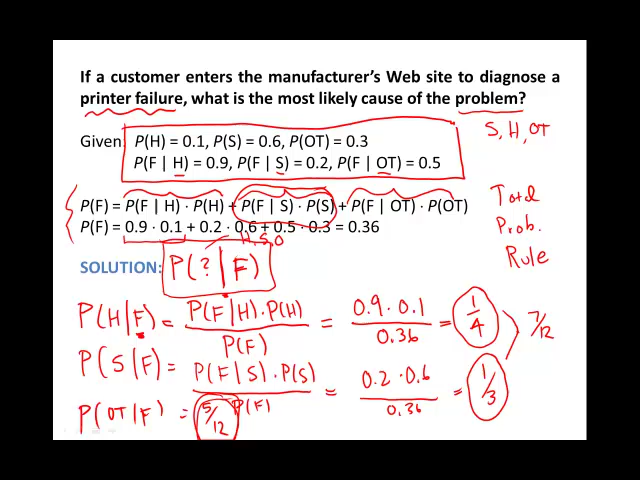 If a customer enters the manufacturer's Web site to diagnose a
printer failure, what is the most likely cause of the problem?
S, H, OT
Given: P(H) = 0.1, P(S) = 0.6, P(OT) = 0.3
P(F | H) = 0.9, P(F | S) = 0.2, P(F | OT) = 0.5
P(F) = P(F | H) · P(H) + P(F | S) · P(S) + P(F | OT) · P(OT)
P(F) = 0.9 · 0.1 + 0.2 · 0.6 + 0.5 · 0.3 = 0.36
Total
Prob.
Rule
H, S, O
SOLUTION: P(? | F)
P(H|F) = P(F|H) · P(H) / P(F) = 0.9 · 0.1 / 0.36 = 1/4
7/12
P(S|F) = P(F|S) · P(S) / P(F) = 0.2 · 0.6 / 0.36 = 1/3
P(OT|F) = 5/12